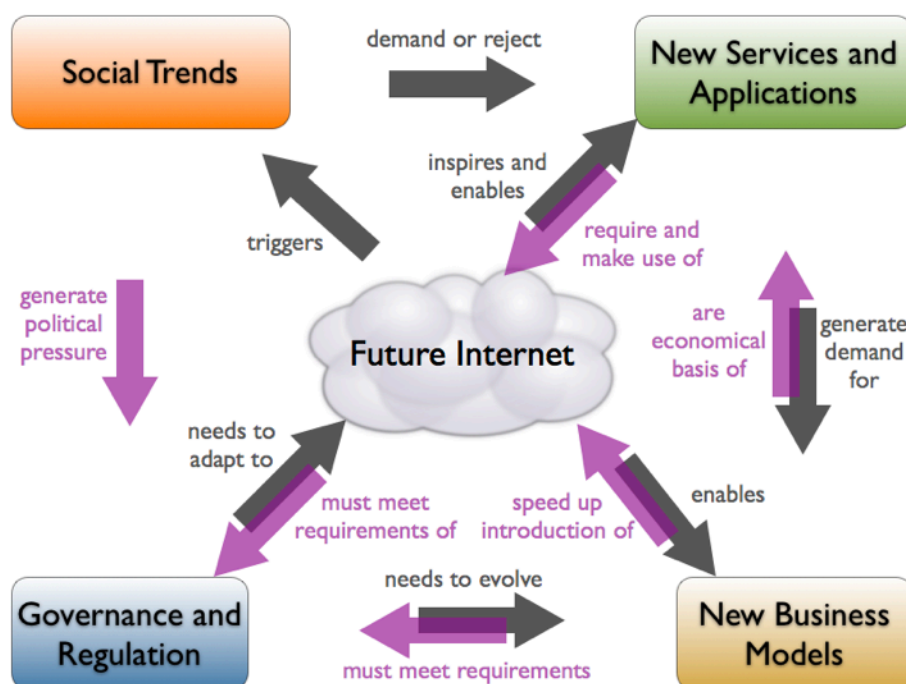 Social Trends
demand or reject
New Services and
Applications
inspires and
enables
triggers
require and
make use of
generate
political
pressure
are
economical
basis of
generate
demand
for
Future Internet
needs to
adapt to
must meet
requirements of
speed up
introduction of
enables
Governance and
Regulation
needs to evolve
must meet requirements
New Business
Models